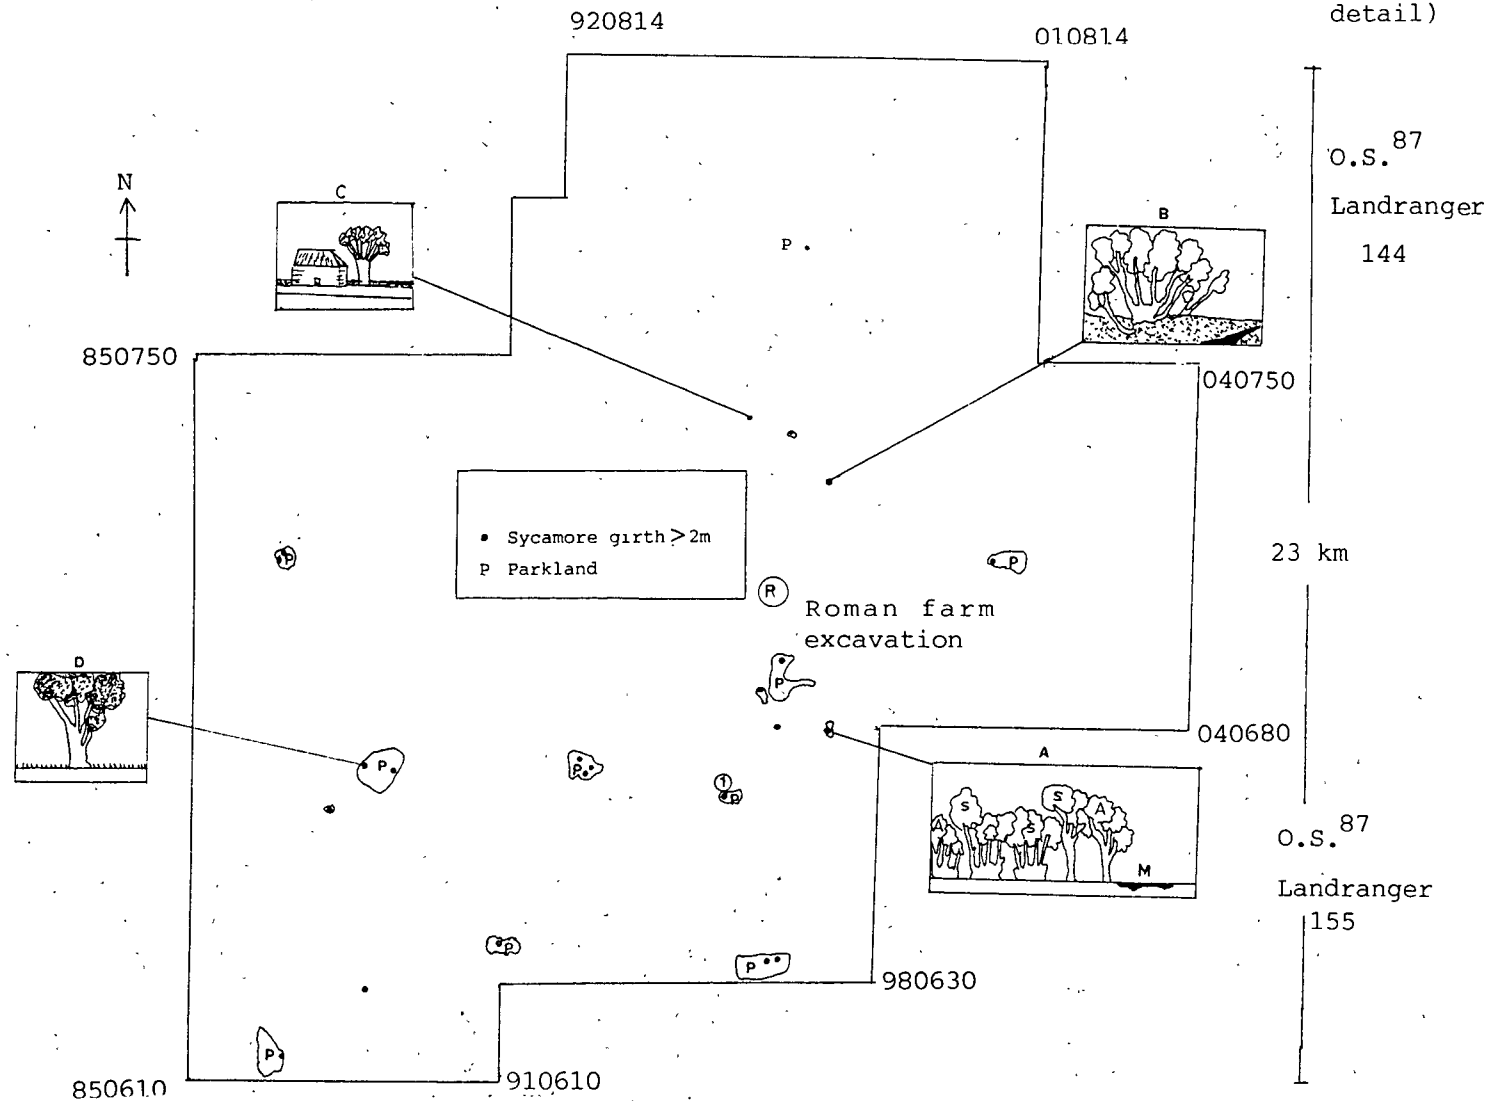 detail)
920814
010814
O.S.87
Landranger
144
N
C
B
P
850750
040750
• Sycamore girth > 2m
P Parkland
23 km
P
P
R
Roman farm
excavation
P
D
040680
A
P
P
1
P
S
S
A
A
S
M
O.S.87
Landranger
155
P
P
980630
P
910610
850610